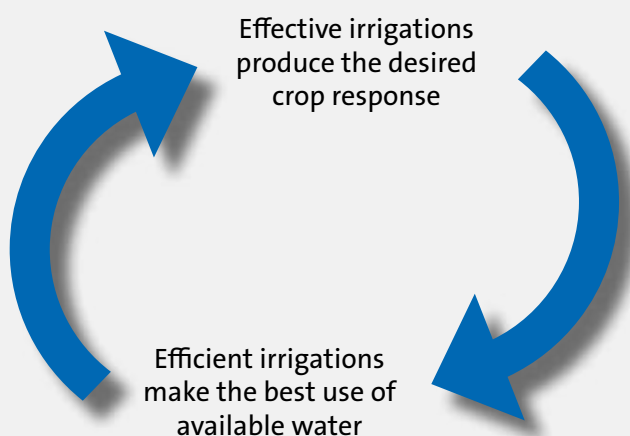 Effective irrigations
produce the desired
crop response
Efficient irrigations
make the best use of
available water